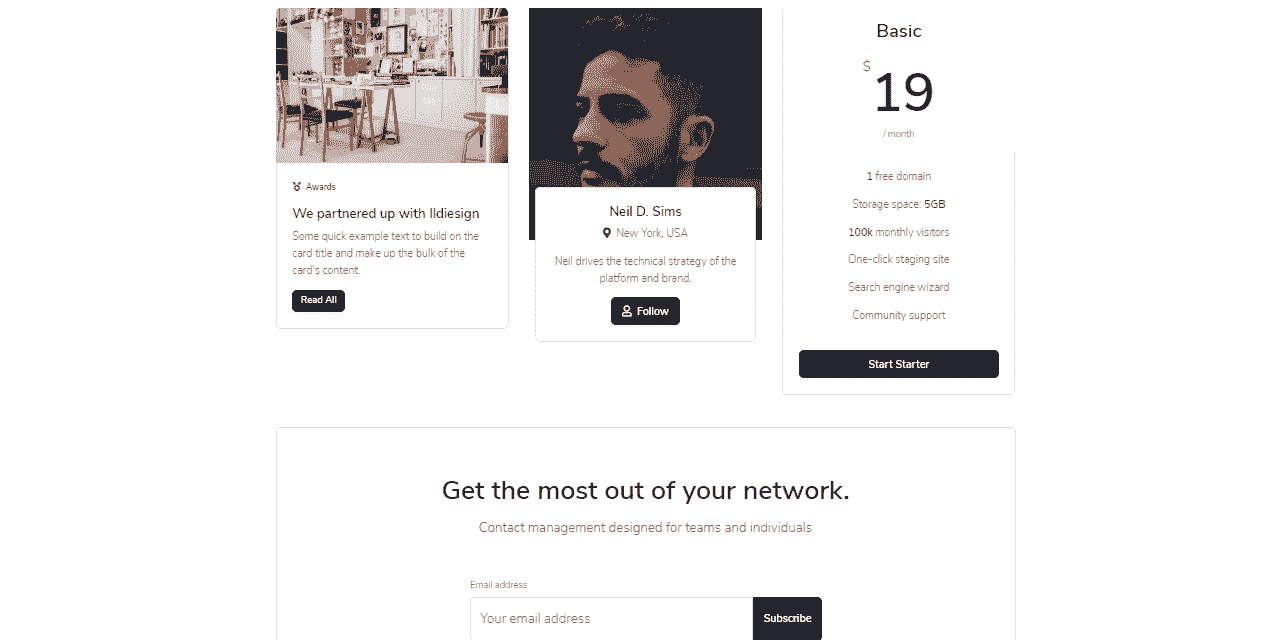 Awards
We partnered up with Ildiesign
Some quick example text to build on the
card title and make up the bulk of the
card's content.
Read All
Neil D. Sims
New York, USA
Neil drives the technical strategy of the
platform and brand.
Follow
Basic
$
19
/ month
1 free domain
Storage space: 5GB
100k monthly visitors
One-click staging site
Search engine wizard
Community support
Start Starter
Get the most out of your network.
Contact management designed for teams and individuals
Email address
Your email address
Subscribe